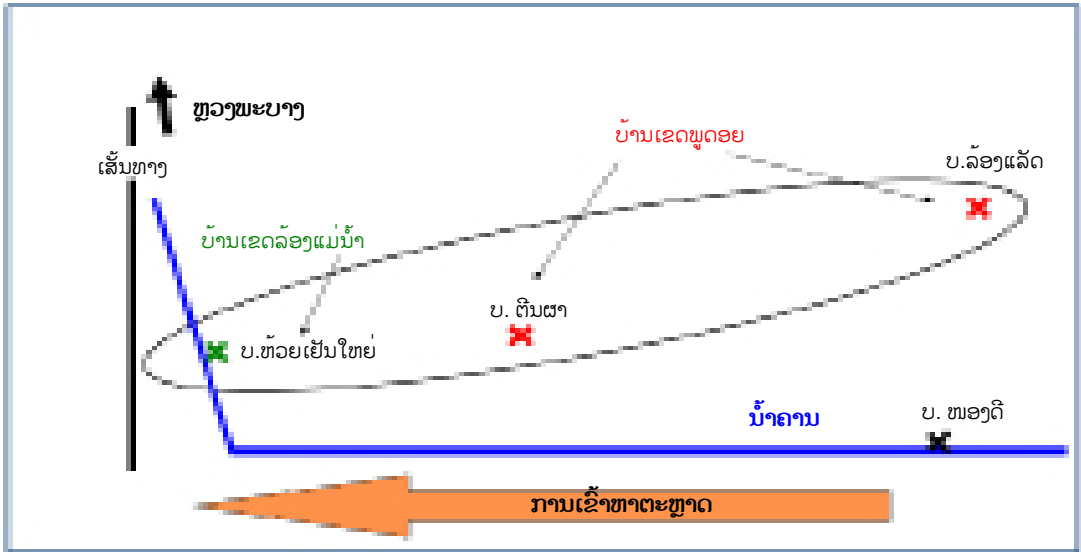 ຫຼວງພະບາງ
ບ້ານເຂດພູດອຍ
ເສັ້ນທາງ
ບ.ລ້ອງແລັດ
ບ້ານເຂດລ້ອງແມ່ນ້ຳ
ບ. ຕີນຜາ
ບ.ຫ້ວຍເຢັນໃຫຍ່
ນ້ຳຄານ
ບ. ໜອງດີ
ການເຂົ້າຫາຕະຫຼາດ